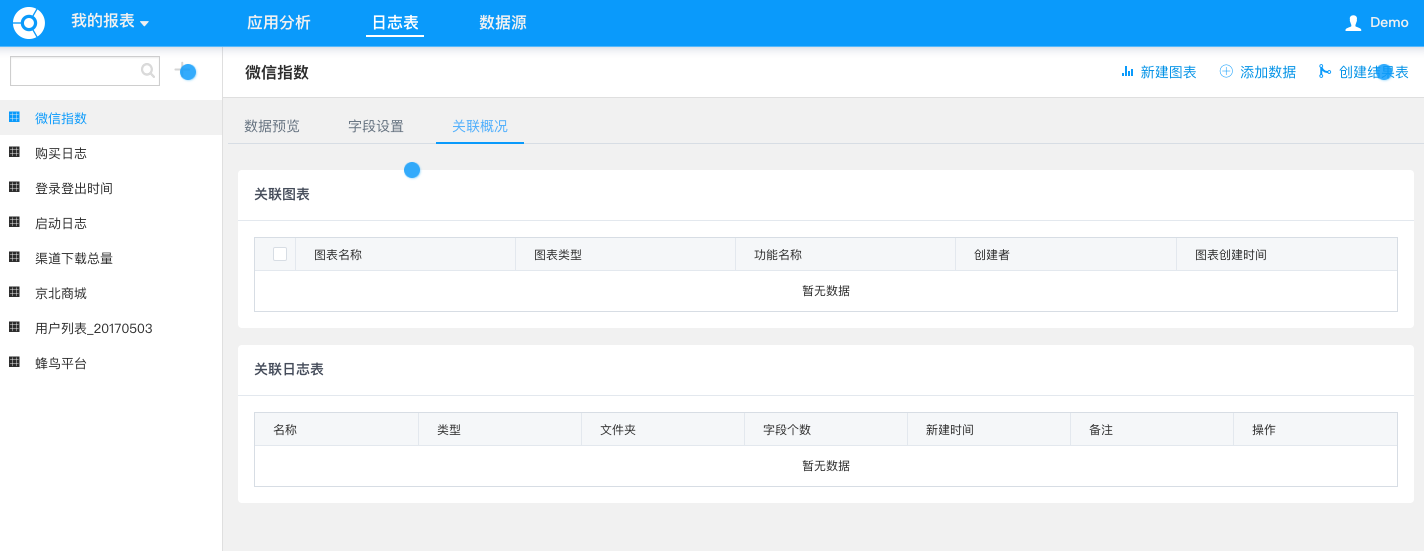 我的报表 应用分析 日志表 数据源 Demo
微信指数 新建图表 添加数据 创建结果表
微信指数
购买日志
登录登出时间
启动日志
渠道下载总量
京北商城
用户列表_20170503
蜂鸟平台
数据预览 字段设置 关联概况
关联图表
图表名称 图表类型 功能名称 创建者 图表创建时间
暂无数据
关联日志表
名称 类型 文件夹 字段个数 新建时间 备注 操作
暂无数据